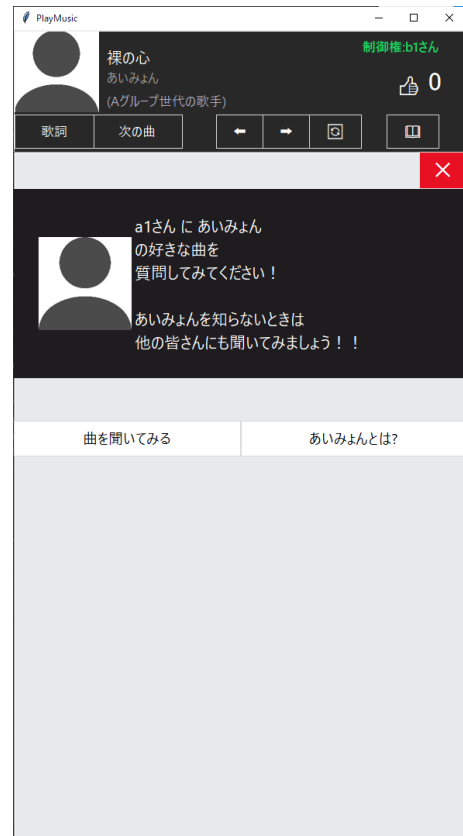 PlayMusic
制御権:b1さん
裸の心
あいみょん
(Aグループ世代の歌手)
0
歌詞
次の曲
a1さん に あいみょん
の好きな曲を
質問してみてください！
あいみょんを知らないときは
他の皆さんにも聞いてみましょう！！
曲を聞いてみる
あいみょんとは?